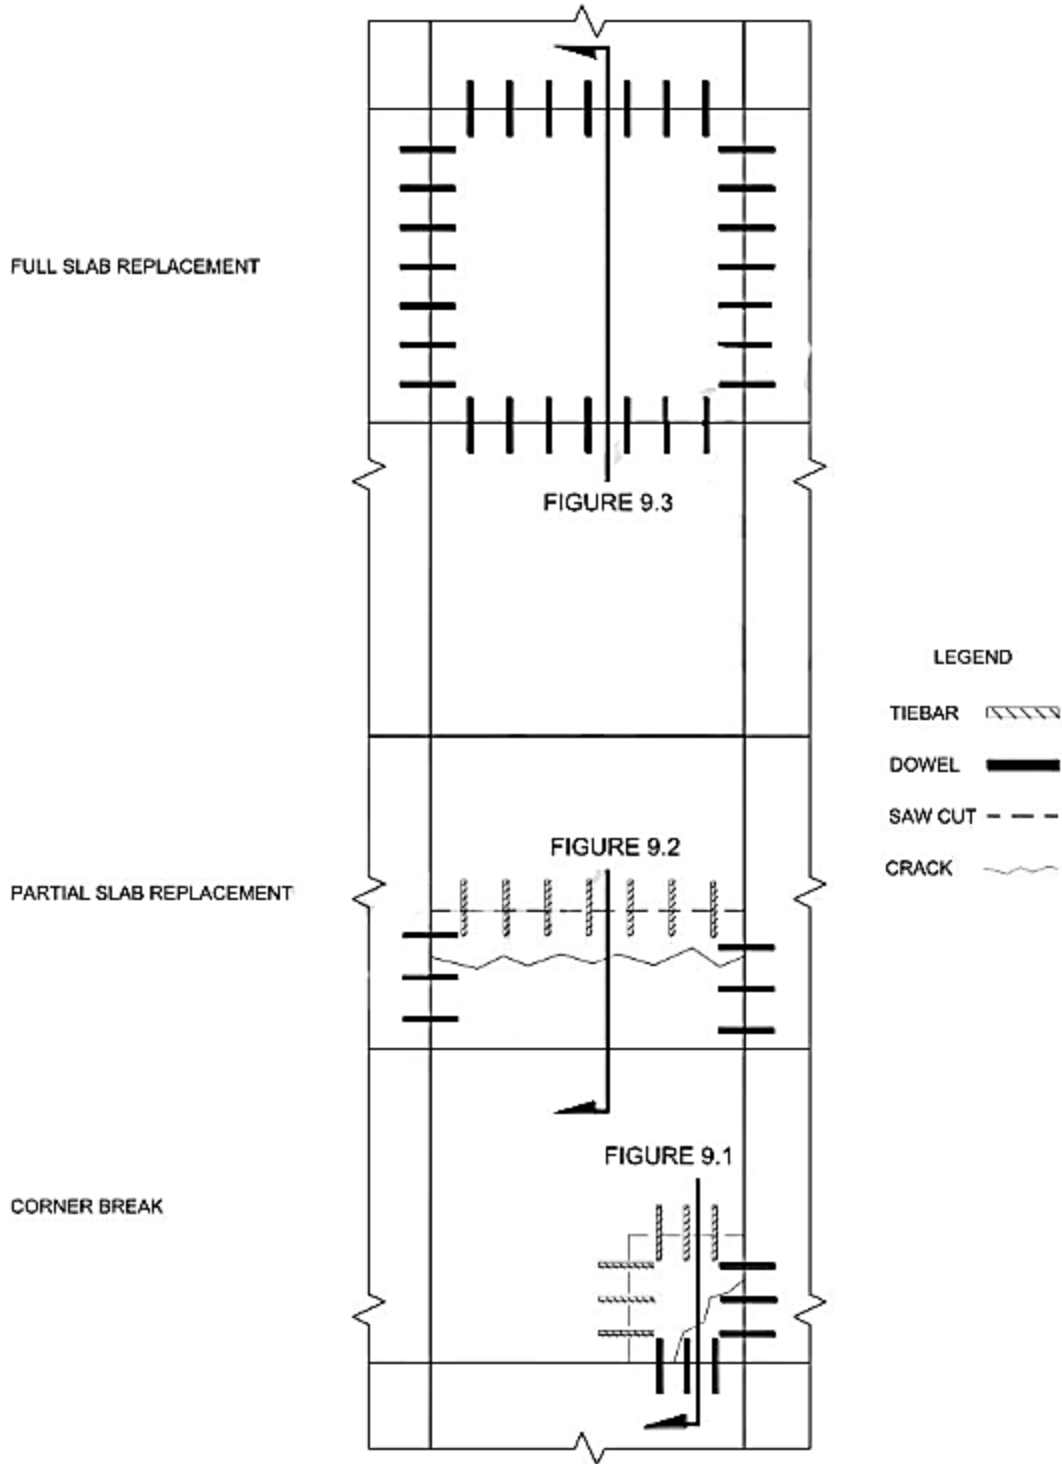 FULL SLAB REPLACEMENT
FIGURE 9.3
LEGEND
TIEBAR
DOWEL
SAW CUT
CRACK
FIGURE 9.2
PARTIAL SLAB REPLACEMENT
FIGURE 9.1
CORNER BREAK